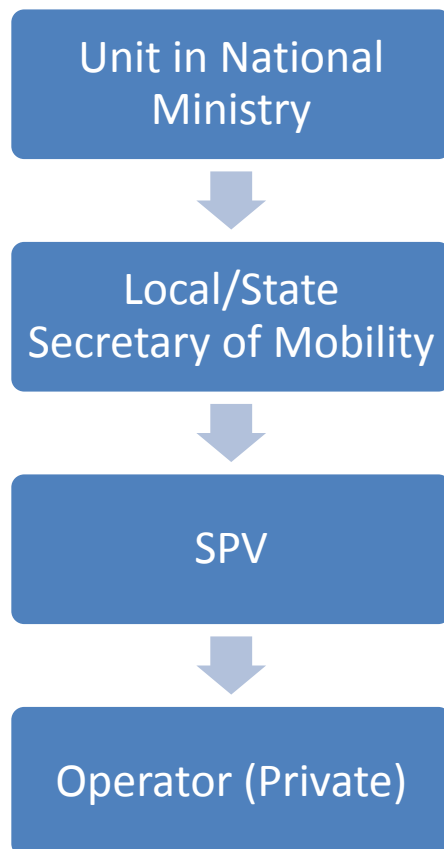 Unit in National
Ministry
Local/State
Secretary of Mobility
SPV
Operator (Private)